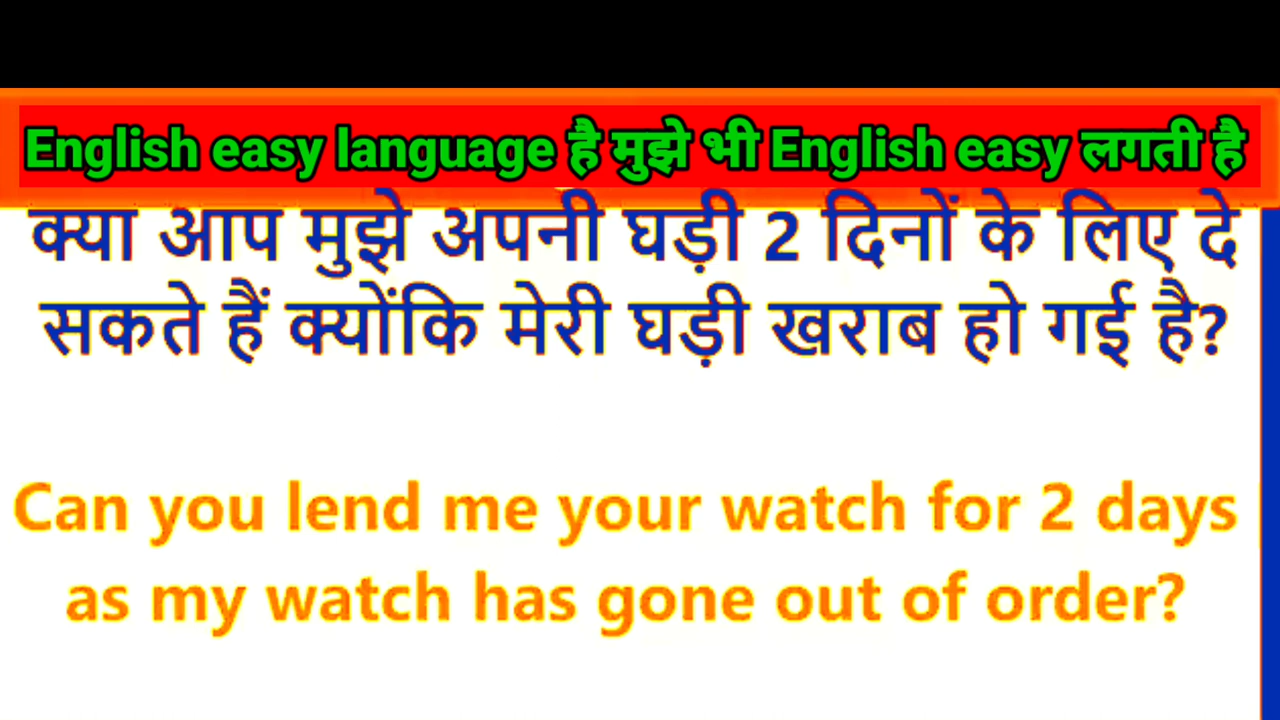 English easy language है मुझे भी English easy लगती है
क्या आप मुझे अपनी घड़ी 2 दिनों के लिए दे
सकते हैं क्योंकि मेरी घड़ी खराब हो गई है?
Can you lend me your watch for 2 days
as my watch has gone out of order?